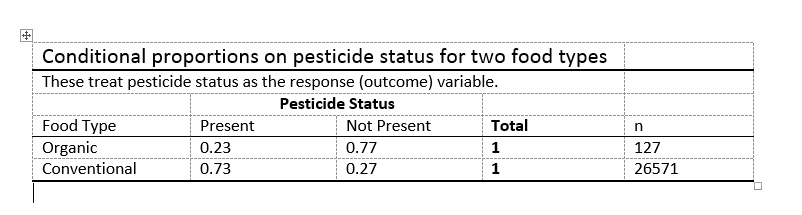 Conditional proportions on pesticide status for two food types
These treat pesticide status as the response (outcome) variable.
Pesticide Status
Food Type Present Not Present Total n
Organic 0.23 0.77 1 127
Conventional 0.73 0.27 1 26571